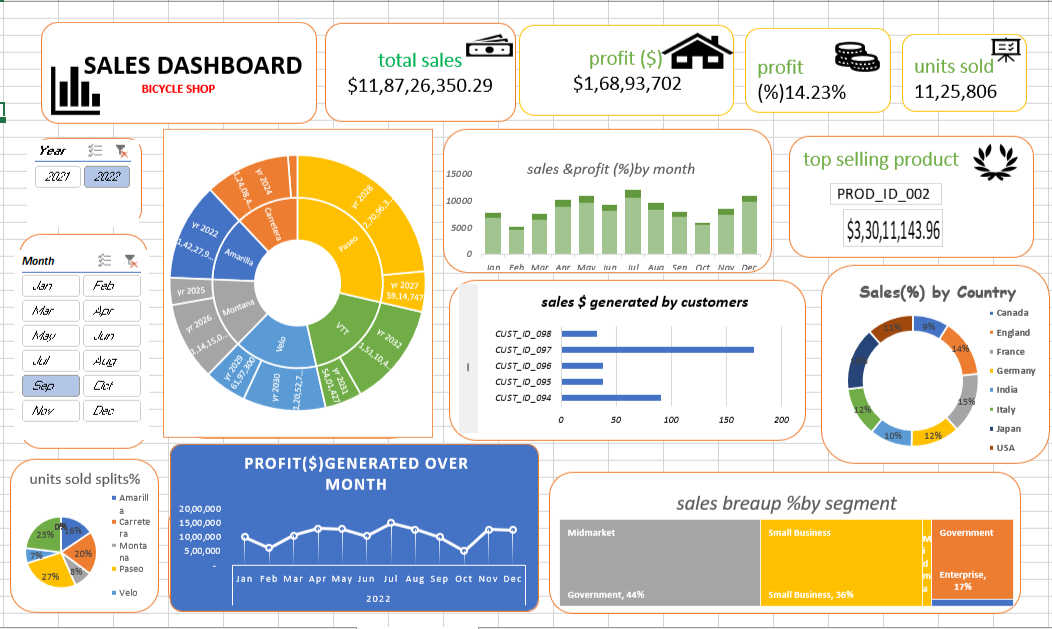 SALES DASHBOARD
BICYCLE SHOP
total sales
$11,87,26,350.29
profit ($)
$1,68,93,702
profit
(%)14.23%
units sold
11,25,806
Year
2021
2022
Month
Jan
Feb
Mar
Apr
May
Jun
Jul
Aug
Sep
Oct
Nov
Dec
yr 2024
1,24,08,4...
Carretera
yr 2028
2,70,96,3...
Paseo
yr 2027
59,14,747
yr 2022
1,42,27,9...
Amarilla
yr 2025
Montana
yr 2026
1,14,15,0...
yr 2029
61,97,300
Velo
yr 2030
1,20,52,7...
yr 2031
54,01,427
VTT
yr 2032
1,51,10,4...
sales &profit (%)by month
15000
10000
5000
0
Jan Feb Mar Apr May Jun Jul Aug Sep Oct Nov Dec
top selling product
PROD_ID_002
$3,30,11,143.96
sales $ generated by customers
CUST_ID_098
CUST_ID_097
CUST_ID_096
CUST_ID_095
CUST_ID_094
0 50 100 150 200
Sales(%) by Country
9%
14%
15%
12%
10%
12%
11%
Canada
England
France
Germany
India
Italy
Japan
USA
units sold splits%
0%
18%
20%
8%
27%
7%
23%
Amarill
a
Carrete
ra
Monta
na
Paseo
Velo
PROFIT($)GENERATED OVER
MONTH
20,00,000
15,00,000
10,00,000
5,00,000
-
Jan Feb Mar Apr May Jun Jul Aug Sep Oct Nov Dec
2022
sales breaup %by segment
Midmarket
Government, 44%
Small Business
Small Business, 36%
M
i
d
m
a
Government
Enterprise,
17%